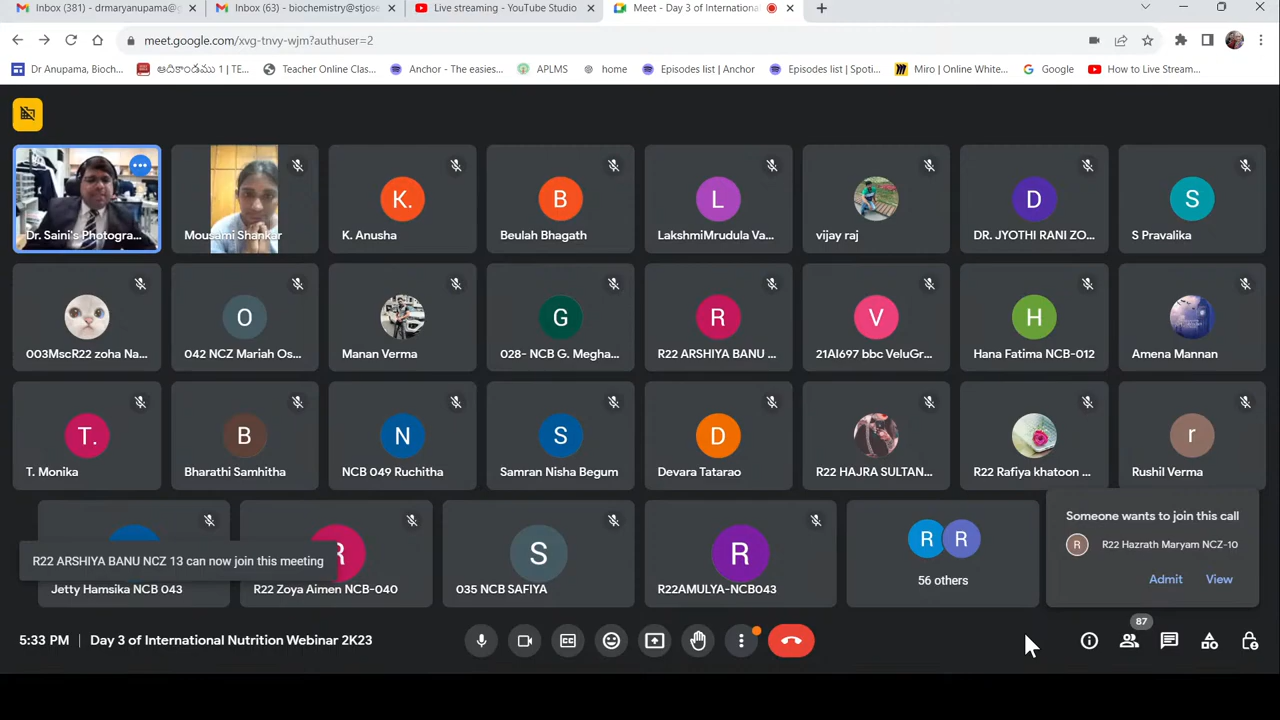 Inbox (381) - drmaryanupama@g
Inbox (63) - biochemistry@stjose
Live streaming - YouTube Studio
Meet - Day 3 of International
meet.google.com/xvg-tnvy-wjm?authuser=2
Dr Anupama, Bioch...
ఆదికాండము 1 | TE...
Teacher Online Clas...
Anchor - The easies...
APLMS
home
Episodes list | Anchor
Episodes list | Spoti...
Miro | Online White...
Google
How to Live Stream...
Dr. Saini's Photogra...
Mousami Shankar
K.
K. Anusha
B
Beulah Bhagath
L
LakshmiMrudula Va...
vijay raj
D
DR. JYOTHI RANI ZO...
S
S Pravalika
003MscR22 zoha Na...
O
042 NCZ Mariah Os...
Manan Verma
G
028- NCB G. Megha...
R
R22 ARSHIYA BANU ...
V
21AI697 bbc VeluGr...
H
Hana Fatima NCB-012
Amena Mannan
T.
T. Monika
B
Bharathi Samhitha
N
NCB 049 Ruchitha
S
Samran Nisha Begum
D
Devara Tatarao
R22 HAJRA SULTAN...
R22 Rafiya khatoon ...
r
Rushil Verma
Jetty Hamsika NCB 043
R
R22 Zoya Aimen NCB-040
S
035 NCB SAFIYA
R
R22AMULYA-NCB043
R R
56 others
Someone wants to join this call
R
R22 Hazrath Maryam NCZ-10
Admit
View
R22 ARSHIYA BANU NCZ 13 can now join this meeting
5:33 PM
Day 3 of International Nutrition Webinar 2K23
87